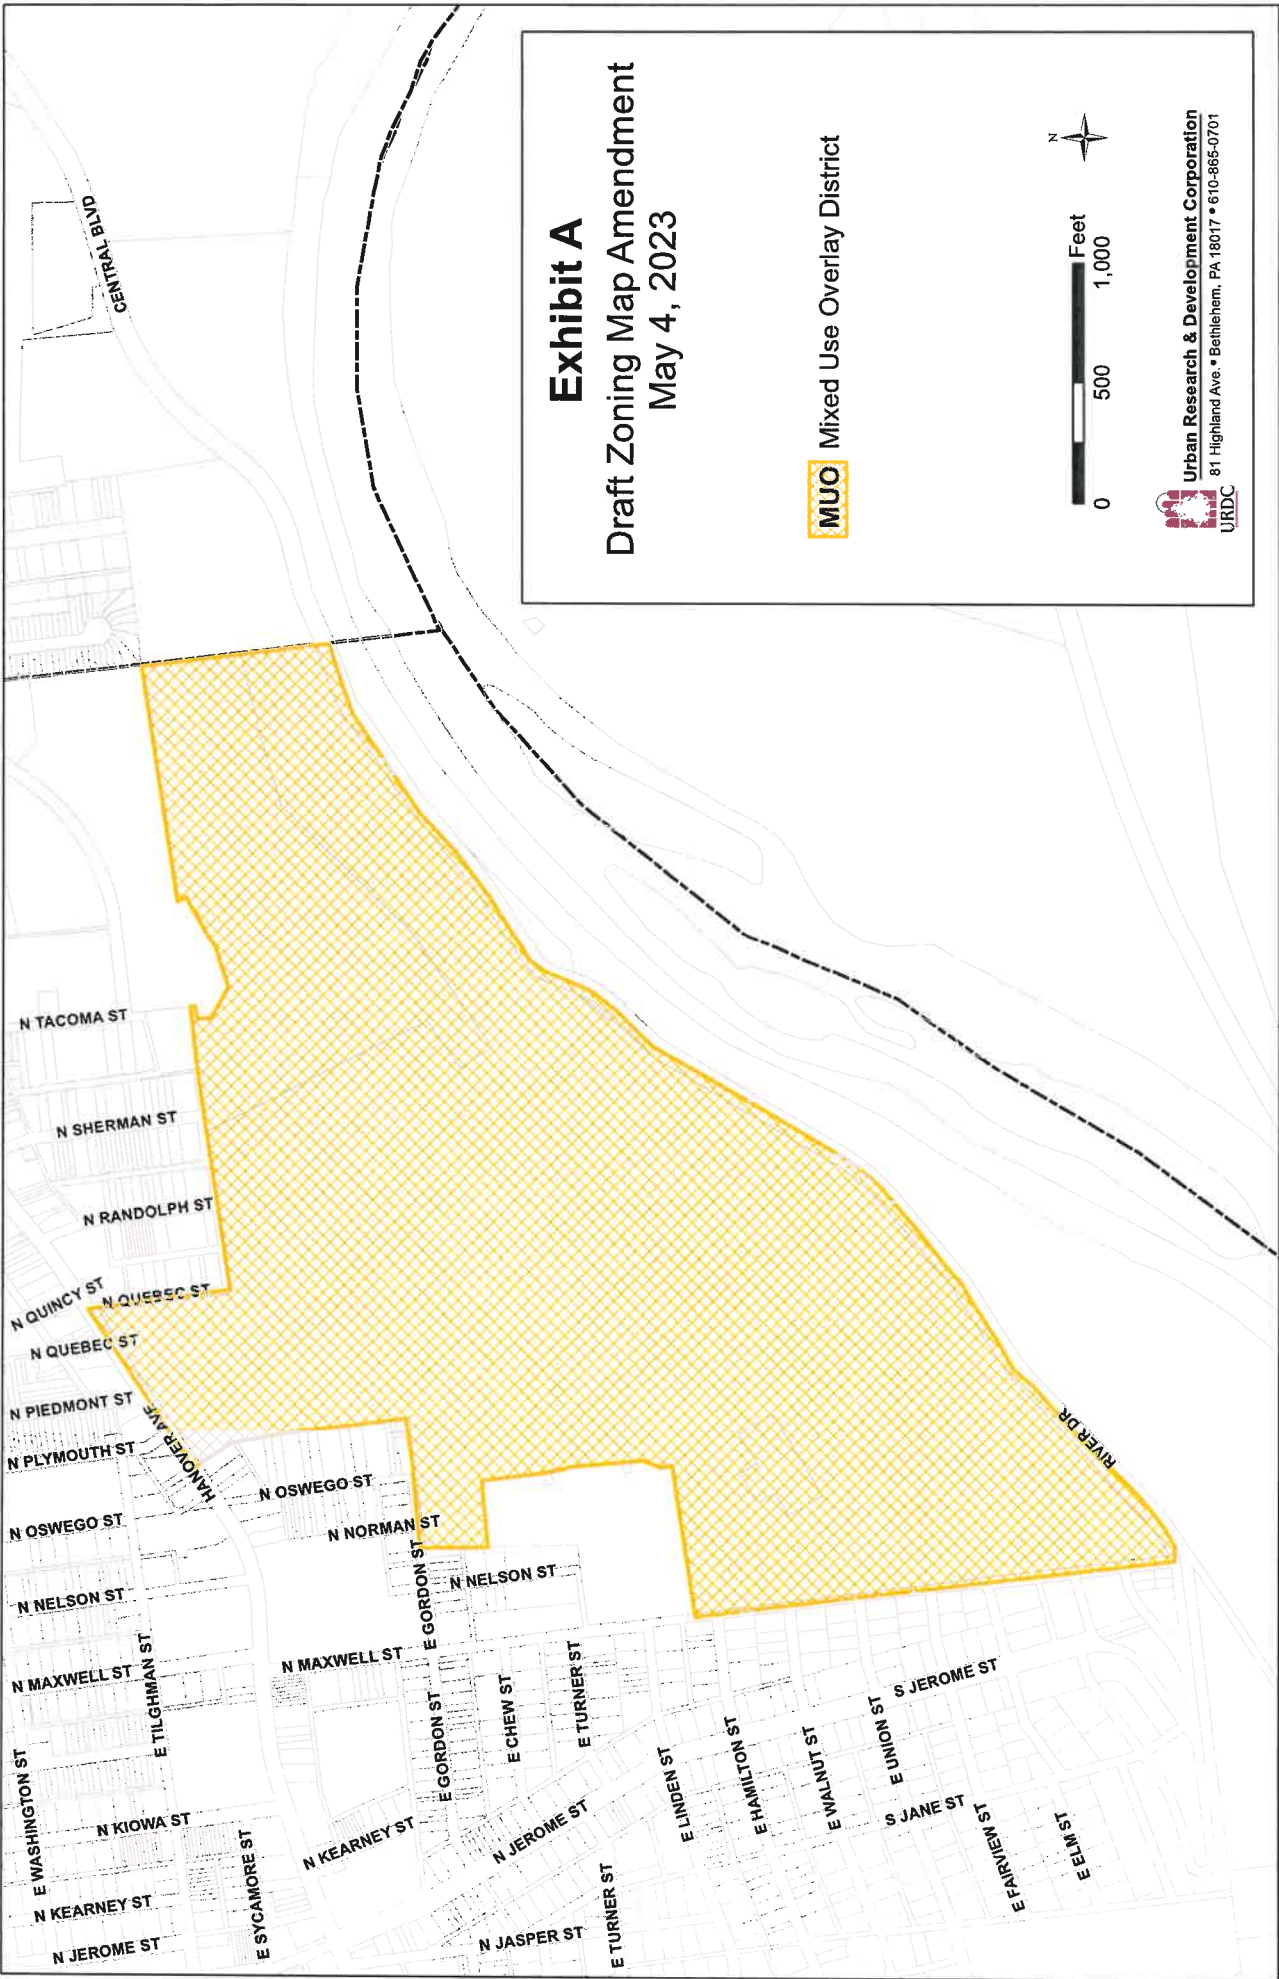 CENTRAL BLVD
N TACOMA ST
N SHERMAN ST
N RANDOLPH ST
N QUINCY ST
N QUEBEC ST
N QUEBEC ST
N PIEDMONT ST
N PLYMOUTH ST
HANOVER AVE
N OSWEGO ST
N OSWEGO ST
N NORMAN ST
N NELSON ST
N NELSON ST
E GORDON ST
N MAXWELL ST
N MAXWELL ST
E TILGHMAN ST
E WASHINGTON ST
N KIOWA ST
N KEARNEY ST
N JEROME ST
E SYCAMORE ST
N KEARNEY ST
E GORDON ST
E CHEW ST
E TURNER ST
N JEROME ST
N JASPER ST
E TURNER ST
E LINDEN ST
E HAMILTON ST
E WALNUT ST
E UNION ST
S JEROME ST
S JANE ST
E FAIRVIEW ST
E ELM ST
RIVER DR
Exhibit A
Draft Zoning Map Amendment
May 4, 2023
MUO Mixed Use Overlay District
N
Feet
0 500 1,000
URDC
Urban Research & Development Corporation
81 Highland Ave. • Bethlehem, PA 18017 • 610-865-0701